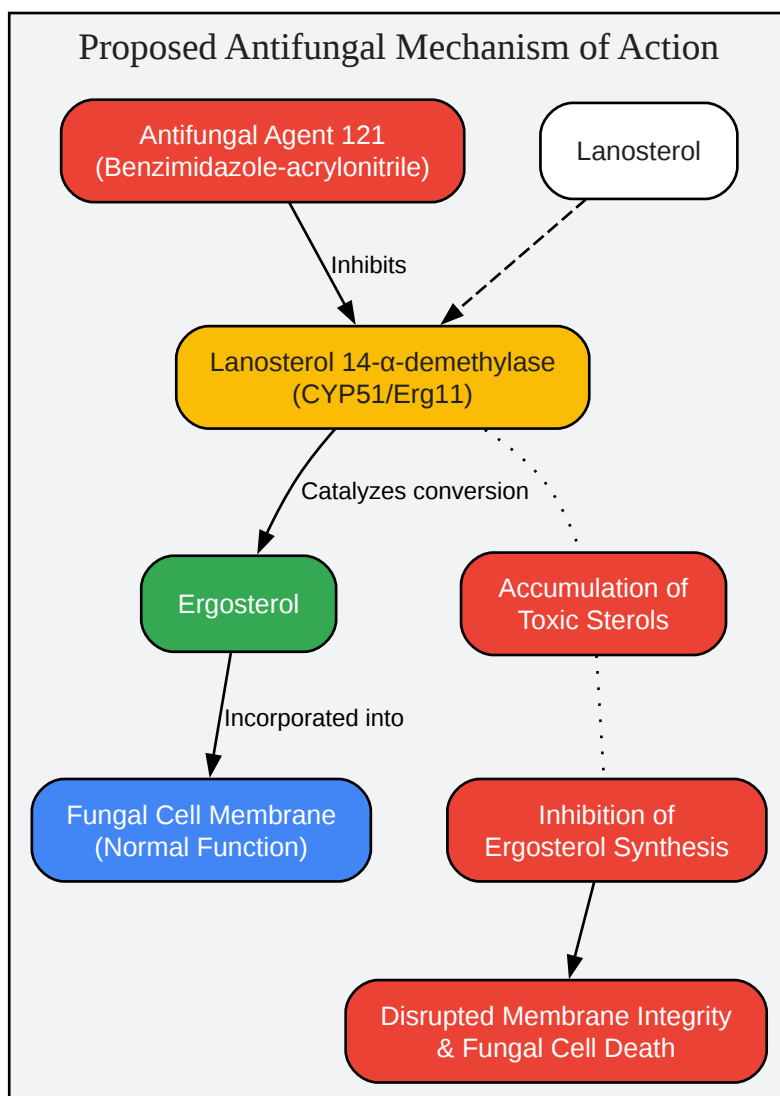 Proposed Antifungal Mechanism of Action
Antifungal Agent 121
(Benzimidazole-acrylonitrile)
Lanosterol
Inhibits
Lanosterol 14-α-demethylase
(CYP51/Erg11)
Catalyzes conversion
Ergosterol
Accumulation of
Toxic Sterols
Incorporated into
Fungal Cell Membrane
(Normal Function)
Inhibition of
Ergosterol Synthesis
Disrupted Membrane Integrity
& Fungal Cell Death